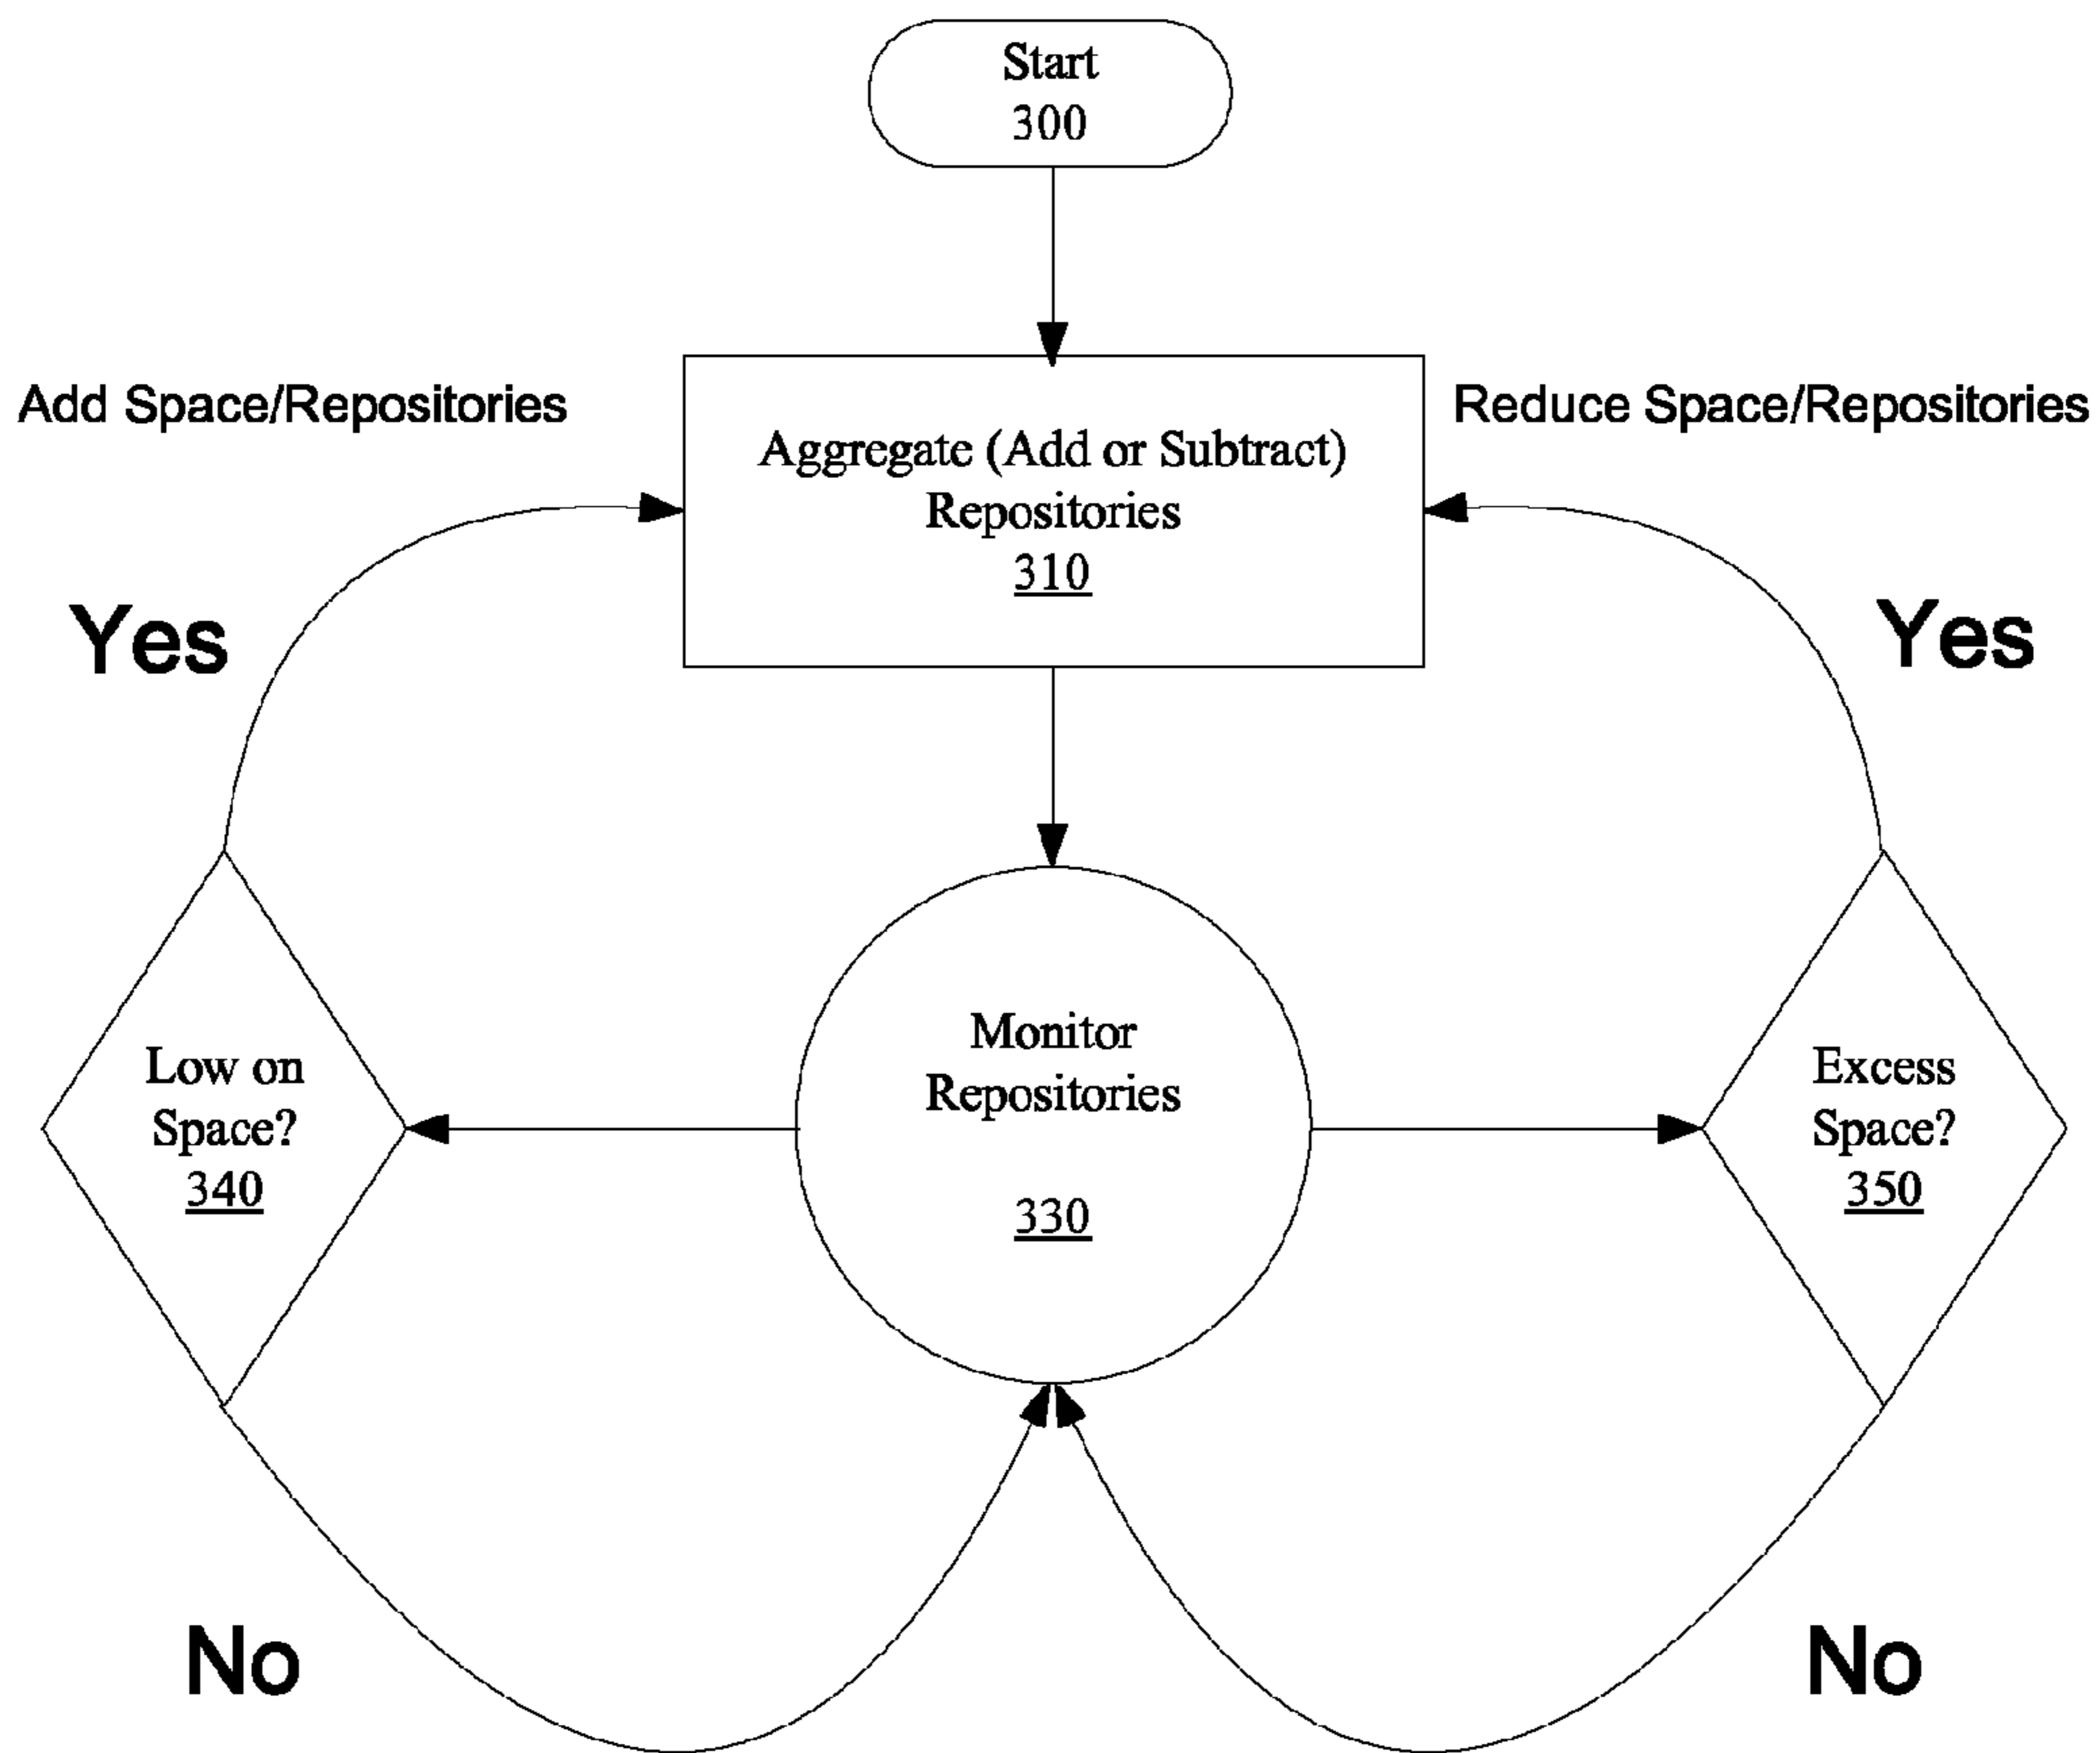 Start
300
Add Space/Repositories
Reduce Space/Repositories
Aggregate (Add or Subtract)
Repositories
310
Yes
Yes
Low on
Space?
340
Monitor
Repositories
330
Excess
Space?
350
No
No